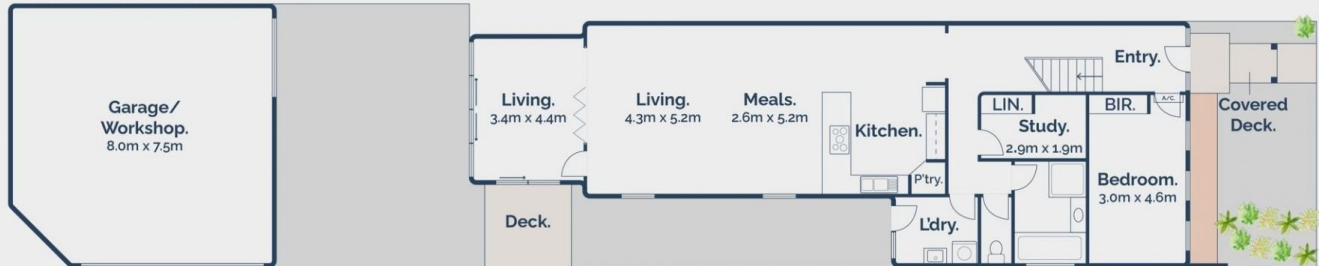 Garage/
Workshop.
8.0m x 7.5m
Living.
3.4m x 4.4m
Deck.
Living.
4.3m x 5.2m
Meals.
2.6m x 5.2m
Kitchen.
P'try.
L'dry.
LIN.
Study.
2.9m x 1.9m
BIR.
A/C.
Bedroom.
3.0m x 4.6m
Entry.
Covered
Deck.